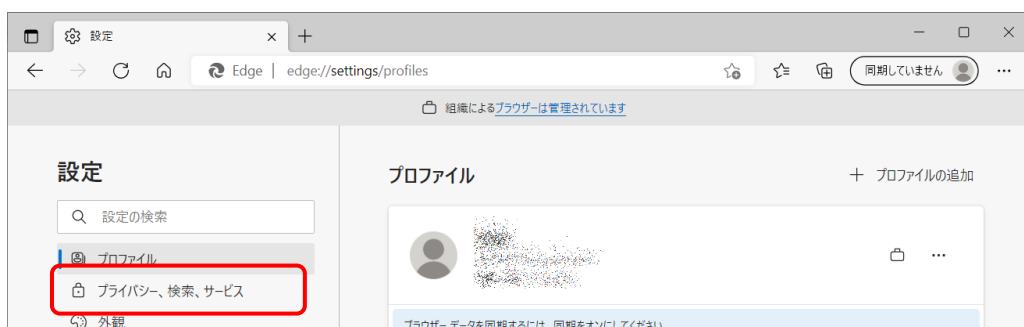 設定
Edge | edge://settings/profiles
同期していません
組織によるブラウザーは管理されています
設定
プロファイル
プロファイルの追加
設定の検索
プロファイル
プライバシー、検索、サービス
外観
ブラウザー データを同期するには、同期をオンにしてください